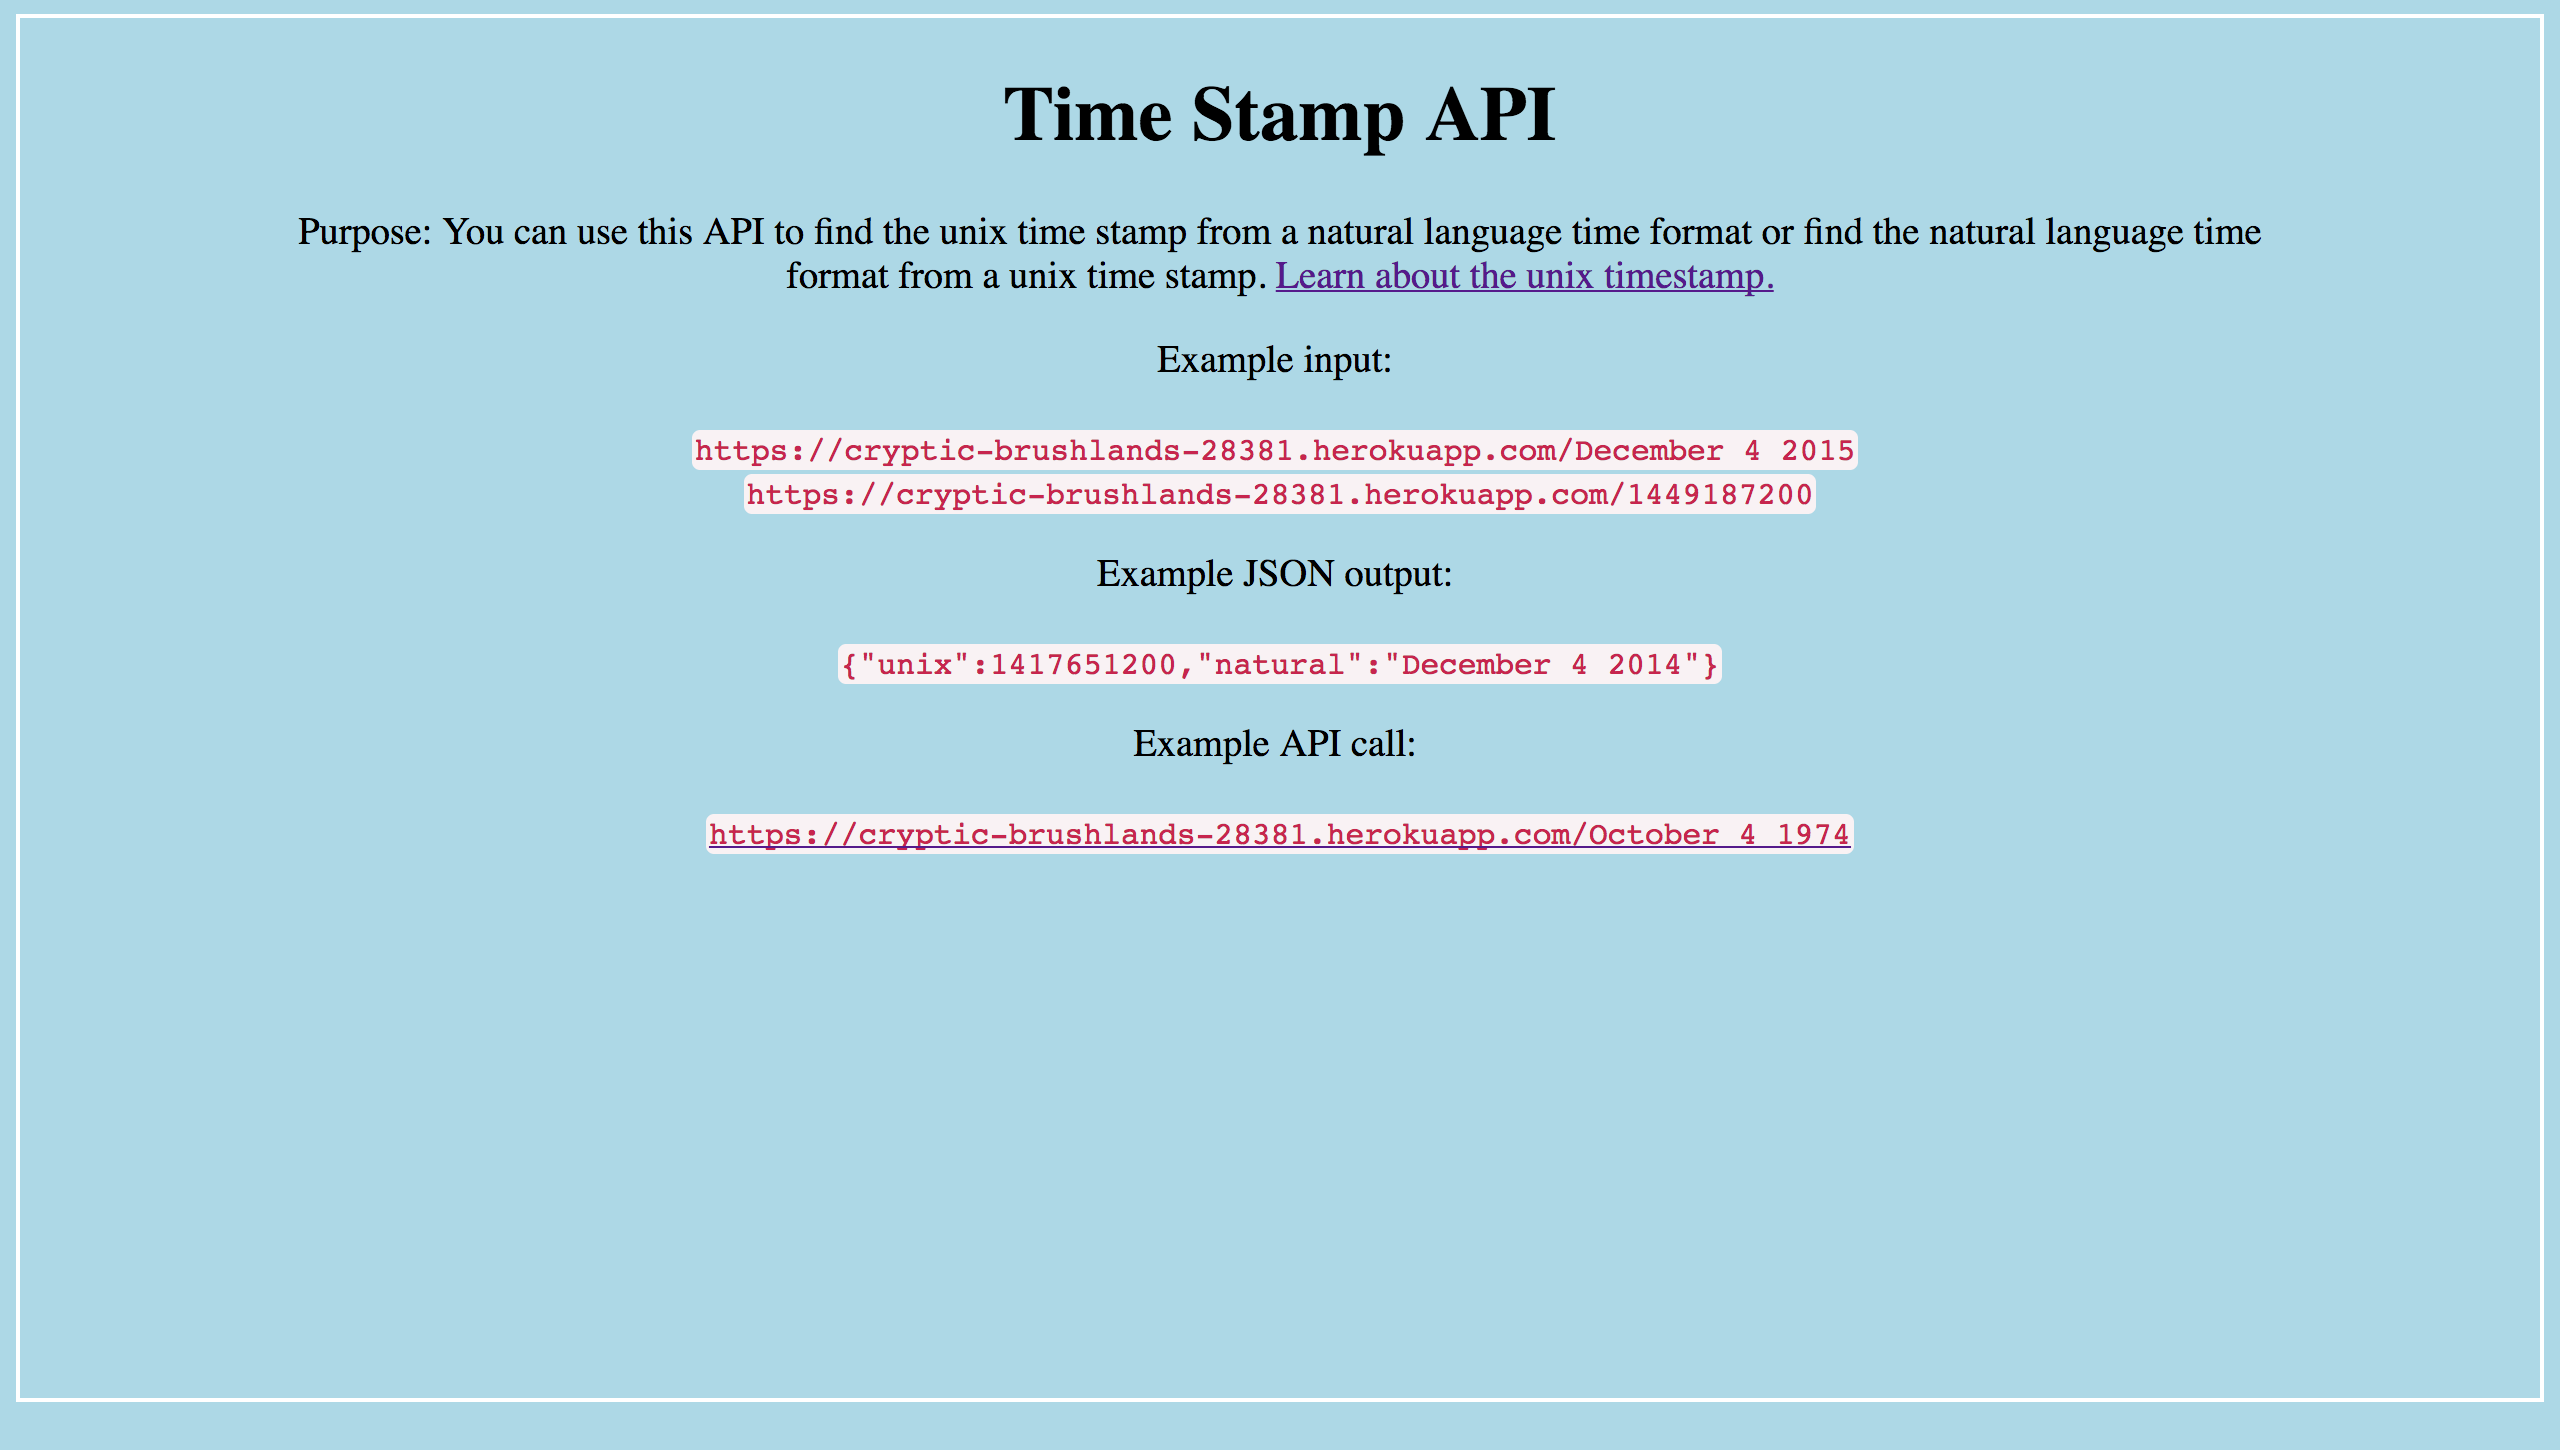 Time Stamp API
Purpose: You can use this API to find the unix time stamp from a natural language time format or find the natural language time
format from a unix time stamp. Learn about the unix timestamp.
Example input:
https://cryptic-brushlands-28381.herokuapp.com/December 4 2015
https://cryptic-brushlands-28381.herokuapp.com/1449187200
Example JSON output:
{"unix":1417651200,"natural":"December 4 2014"}
Example API call:
https://cryptic-brushlands-28381.herokuapp.com/October 4 1974